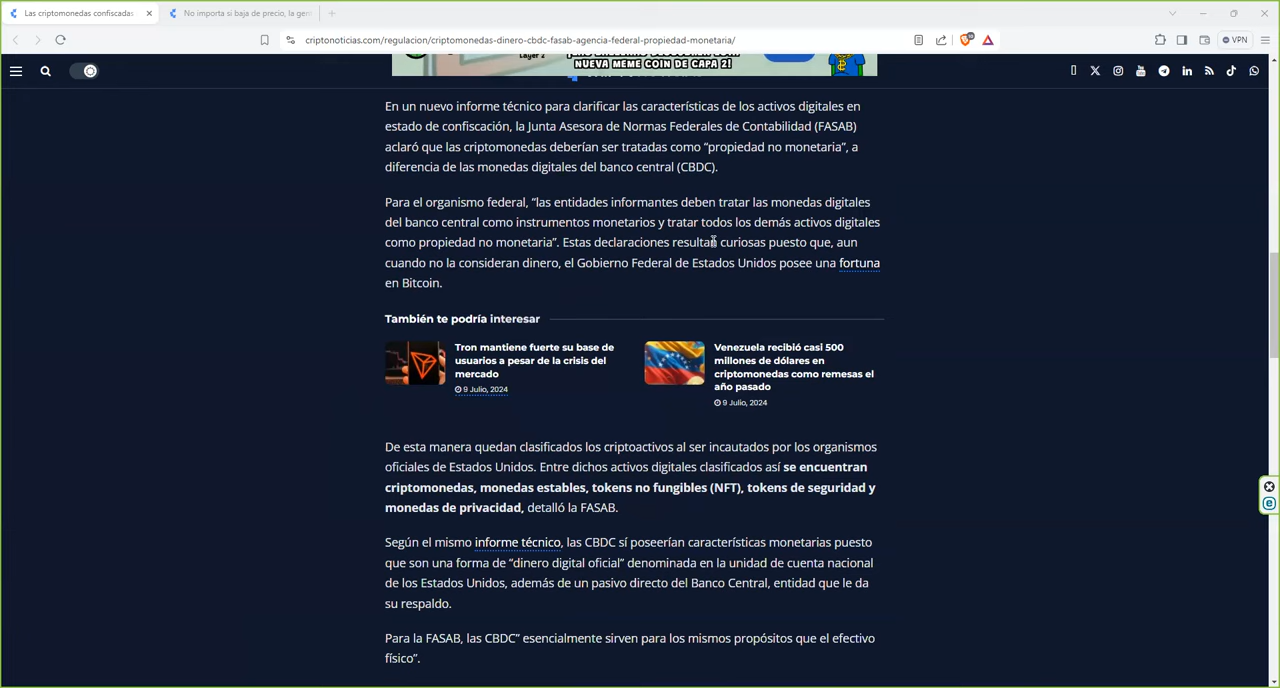 Las criptomonedas confiscadas
No importa si baja de precio, la gen
criptonoticias.com/regulacion/criptomonedas-dinero-cbdc-fasab-agencia-federal-propiedad-monetaria/
VPN
Layer 2
NUEVA MEME COIN DE CAPA 2!
En un nuevo informe técnico para clarificar las características de los activos digitales en
estado de confiscación, la Junta Asesora de Normas Federales de Contabilidad (FASAB)
aclaró que las criptomonedas deberían ser tratadas como “propiedad no monetaria”, a
diferencia de las monedas digitales del banco central (CBDC).
Para el organismo federal, “las entidades informantes deben tratar las monedas digitales
del banco central como instrumentos monetarios y tratar todos los demás activos digitales
como propiedad no monetaria”. Estas declaraciones resultan curiosas puesto que, aun
cuando no la consideran dinero, el Gobierno Federal de Estados Unidos posee una fortuna
en Bitcoin.
También te podría interesar
Tron mantiene fuerte su base de
usuarios a pesar de la crisis del
mercado
9 Julio, 2024
Venezuela recibió casi 500
millones de dólares en
criptomonedas como remesas el
año pasado
9 Julio, 2024
De esta manera quedan clasificados los criptoactivos al ser incautados por los organismos
oficiales de Estados Unidos. Entre dichos activos digitales clasificados así se encuentran
criptomonedas, monedas estables, tokens no fungibles (NFT), tokens de seguridad y
monedas de privacidad, detalló la FASAB.
Según el mismo informe técnico, las CBDC sí poseerían características monetarias puesto
que son una forma de “dinero digital oficial” denominada en la unidad de cuenta nacional
de los Estados Unidos, además de un pasivo directo del Banco Central, entidad que le da
su respaldo.
Para la FASAB, las CBDC” esencialmente sirven para los mismos propósitos que el efectivo
físico”.